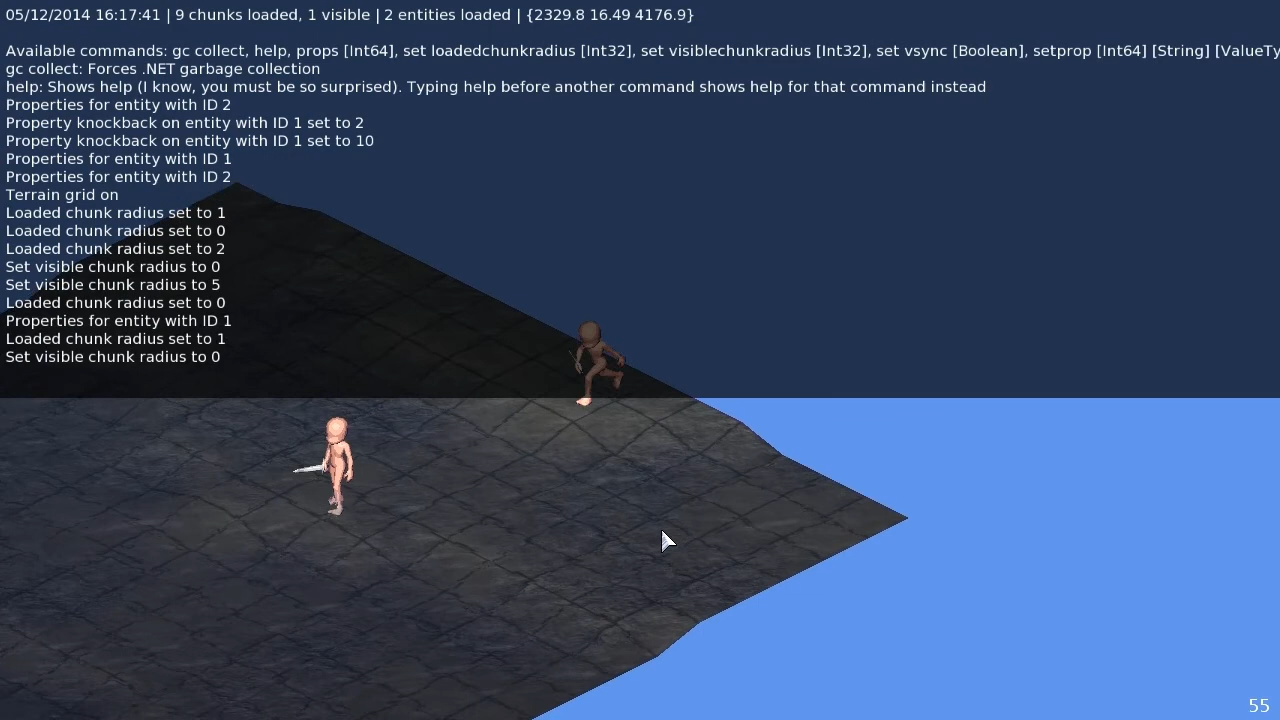 05/12/2014 16:17:41 | 9 chunks loaded, 1 visible | 2 entities loaded | {2329.8 16.49 4176.9}
Available commands: gc collect, help, props [Int64], set loadedchunkradius [Int32], set visiblechunkradius [Int32], set vsync [Boolean], setprop [Int64] [String] [ValueTy
gc collect: Forces .NET garbage collection
help: Shows help (I know, you must be so surprised). Typing help before another command shows help for that command instead
Properties for entity with ID 2
Property knockback on entity with ID 1 set to 2
Property knockback on entity with ID 1 set to 10
Properties for entity with ID 1
Properties for entity with ID 2
Terrain grid on
Loaded chunk radius set to 1
Loaded chunk radius set to 0
Loaded chunk radius set to 2
Set visible chunk radius to 0
Set visible chunk radius to 5
Loaded chunk radius set to 0
Properties for entity with ID 1
Loaded chunk radius set to 1
Set visible chunk radius to 0
55